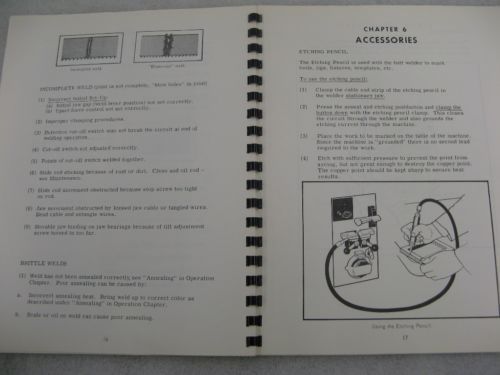 Incomplete weld.
"Blown-out" weld.
INCOMPLETE WELD (joint is not complete, "Mere holes" in joint)
(1) Incorrect Initial Set-Up:
(a) Initial jaw gap (weld lever position) not set correctly.
(b) Upset force control not set correctly.
(2) Improper clamping procedures.
(3) Defective cut-off switch was not break the circuit at end of
welding operation.
(4) Cut-off switch not adjusted correctly.
(5) Points of cut-off switch welded together.
(6) Slide rod sticking because of rust or dirt. Clean and oil rod -
see Maintenance.
(7) Slide rod movement obstructed because stop screw too tight
on rod.
(8) Jaw movement obstructed by kinked jaw cable or tangled wires.
Bend cable and untangle wires.
(9) Movable jaw binding on jaw bearings because of tilt adjustment
screw turned in too far.
BRITTLE WELDS
(1) Weld has not been annealed correctly, see "Annealing" in Operation
Chapter. Poor annealing can be caused by:
a. Incorrect annealing heat. Bring weld up to correct color as
described under "Annealing" in Operation Chapter.
b. Scale or oil on weld can cause poor annealing.
16
CHAPTER 6
ACCESSORIES
ETCHING PENCIL
The Etching Pencil is used with the butt welder to mark
tools, jigs, fixtures, templates, etc.
To use the etching pencil:
(1) Clamp the cable end strip of the etching pencil in
the welder stationary jaw.
(2) Press the anneal and etching pushbutton and clamp the
button down with the etching pencil clamp. This closes
the circuit through the welder and also grounds the
etching current through the machine.
(3) Place the work to be marked on the table of the machine.
Since the machine is "grounded" there is no second lead
required to the work.
(4) Etch with sufficient pressure to prevent the point from
arcing, but not great enough to destroy the copper point.
The copper point should be kept sharp to secure best
results.
Using the Etching Pencil.
17